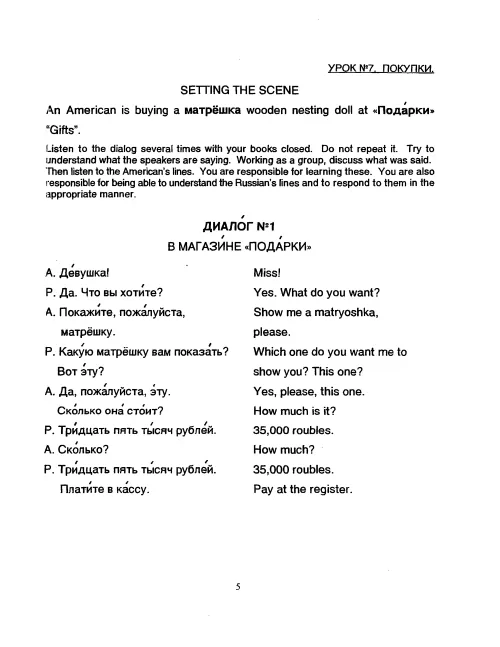 УРОК №7. ПОКУПКИ.
SETTING THE SCENE
An American is buying a матрёшка wooden nesting doll at «Пода́рки»
"Gifts".
Listen to the dialog several times with your books closed. Do not repeat it. Try to
understand what the speakers are saying. Working as a group, discuss what was said.
Then listen to the American's lines. You are responsible for learning these. You are also
responsible for being able to understand the Russian's lines and to respond to them in the
appropriate manner.
ДИАЛО́Г №1
В МАГАЗИ́НЕ «ПОДА́РКИ»
А. Де́вушка! Miss!
Р. Да. Что вы хоти́те? Yes. What do you want?
А. Покажи́те, пожа́луйста, Show me a matryoshka,
матрёшку. please.
Р. Каку́ю матрёшку вам показа́ть? Which one do you want me to
Вот э́ту? show you? This one?
А. Да, пожа́луйста, э́ту. Yes, please, this one.
Ско́лько она́ сто́ит? How much is it?
Р. Три́дцать пять ты́сяч рубле́й. 35,000 roubles.
А. Ско́лько? How much?
Р. Три́дцать пять ты́сяч рубле́й. 35,000 roubles.
Плати́те в ка́ссу. Pay at the register.
5